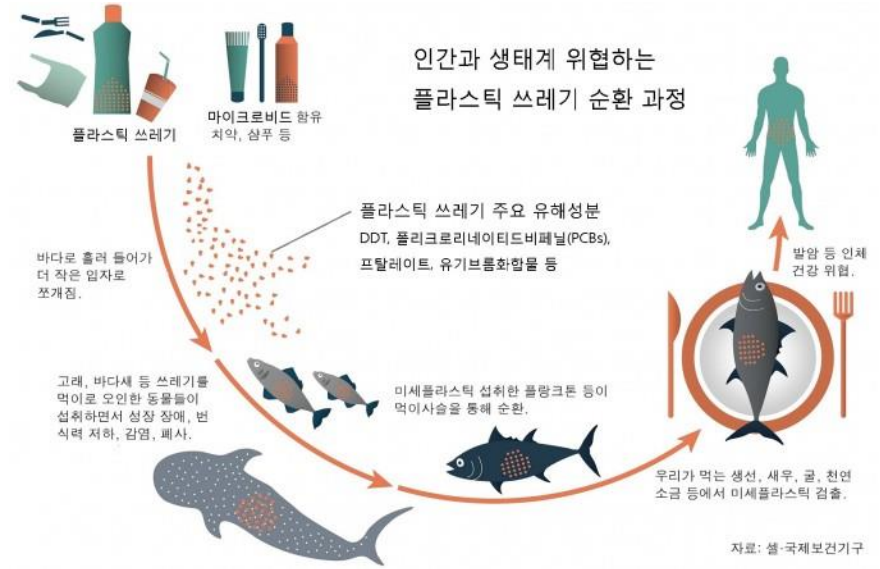 인간과 생태계 위협하는
플라스틱 쓰레기 순환 과정
플라스틱 쓰레기
마이크로비드 함유
치약, 샴푸 등
플라스틱 쓰레기 주요 유해성분
DDT, 폴리크로리네이티드비페닐(PCBs),
프탈레이트, 유기브롬화합물 등
바다로 흘러 들어가
더 작은 입자로
쪼개짐.
고래, 바다새 등 쓰레기를
먹이로 오인한 동물들이
섭취하면서 성장 장애, 번
식력 저하, 감염, 폐사.
미세플라스틱 섭취한 플랑크톤 등이
먹이사슬을 통해 순환.
우리가 먹는 생선, 새우, 굴, 천연
소금 등에서 미세플라스틱 검출.
발암 등 인체
건강 위협.
자료: 셀·국제보건기구